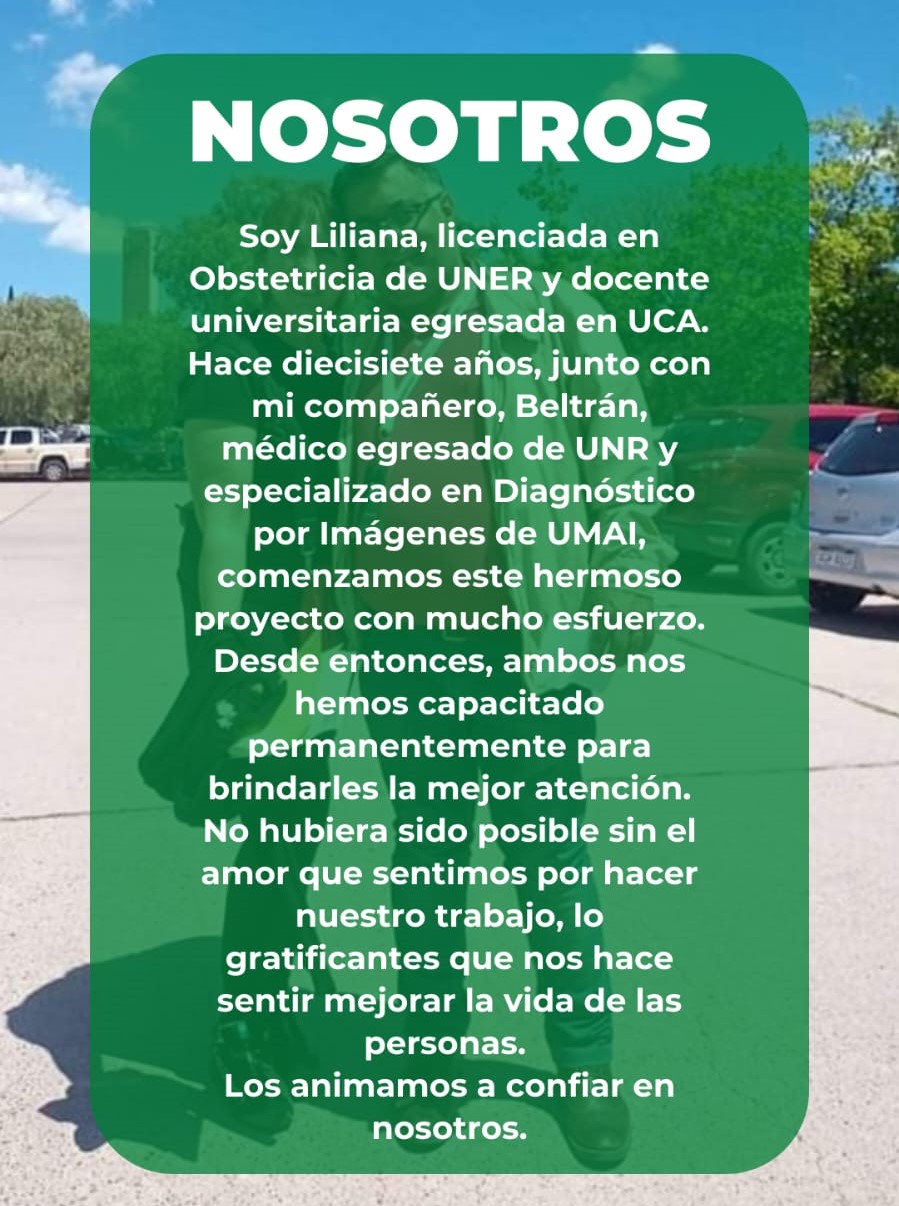 NOSOTROS
Soy Liliana, licenciada en
Obstetricia de UNER y docente
universitaria egresada en UCA.
Hace diecisiete años, junto con
mi compañero, Beltrán,
médico egresado de UNR y
especializado en Diagnóstico
por Imágenes de UMAI,
comenzamos este hermoso
proyecto con mucho esfuerzo.
Desde entonces, ambos nos
hemos capacitado
permanentemente para
brindarles la mejor atención.
No hubiera sido posible sin el
amor que sentimos por hacer
nuestro trabajo, lo
gratificantes que nos hace
sentir mejorar la vida de las
personas.
Los animamos a confiar en
nosotros.